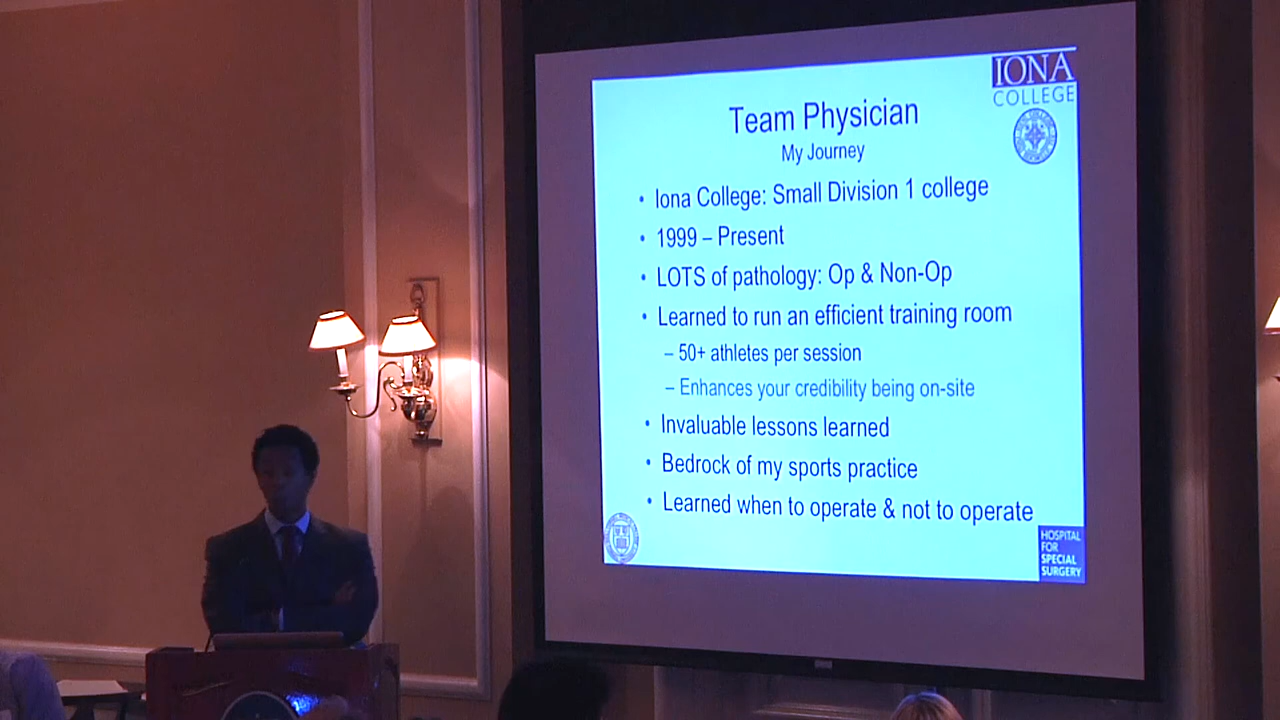 IONA
COLLEGE
Team Physician
My Journey
• Iona College: Small Division 1 college
• 1999 – Present
• LOTS of pathology: Op & Non-Op
• Learned to run an efficient training room
– 50+ athletes per session
– Enhances your credibility being on-site
• Invaluable lessons learned
• Bedrock of my sports practice
• Learned when to operate & not to operate
HOSPITAL
FOR
SPECIAL
SURGERY